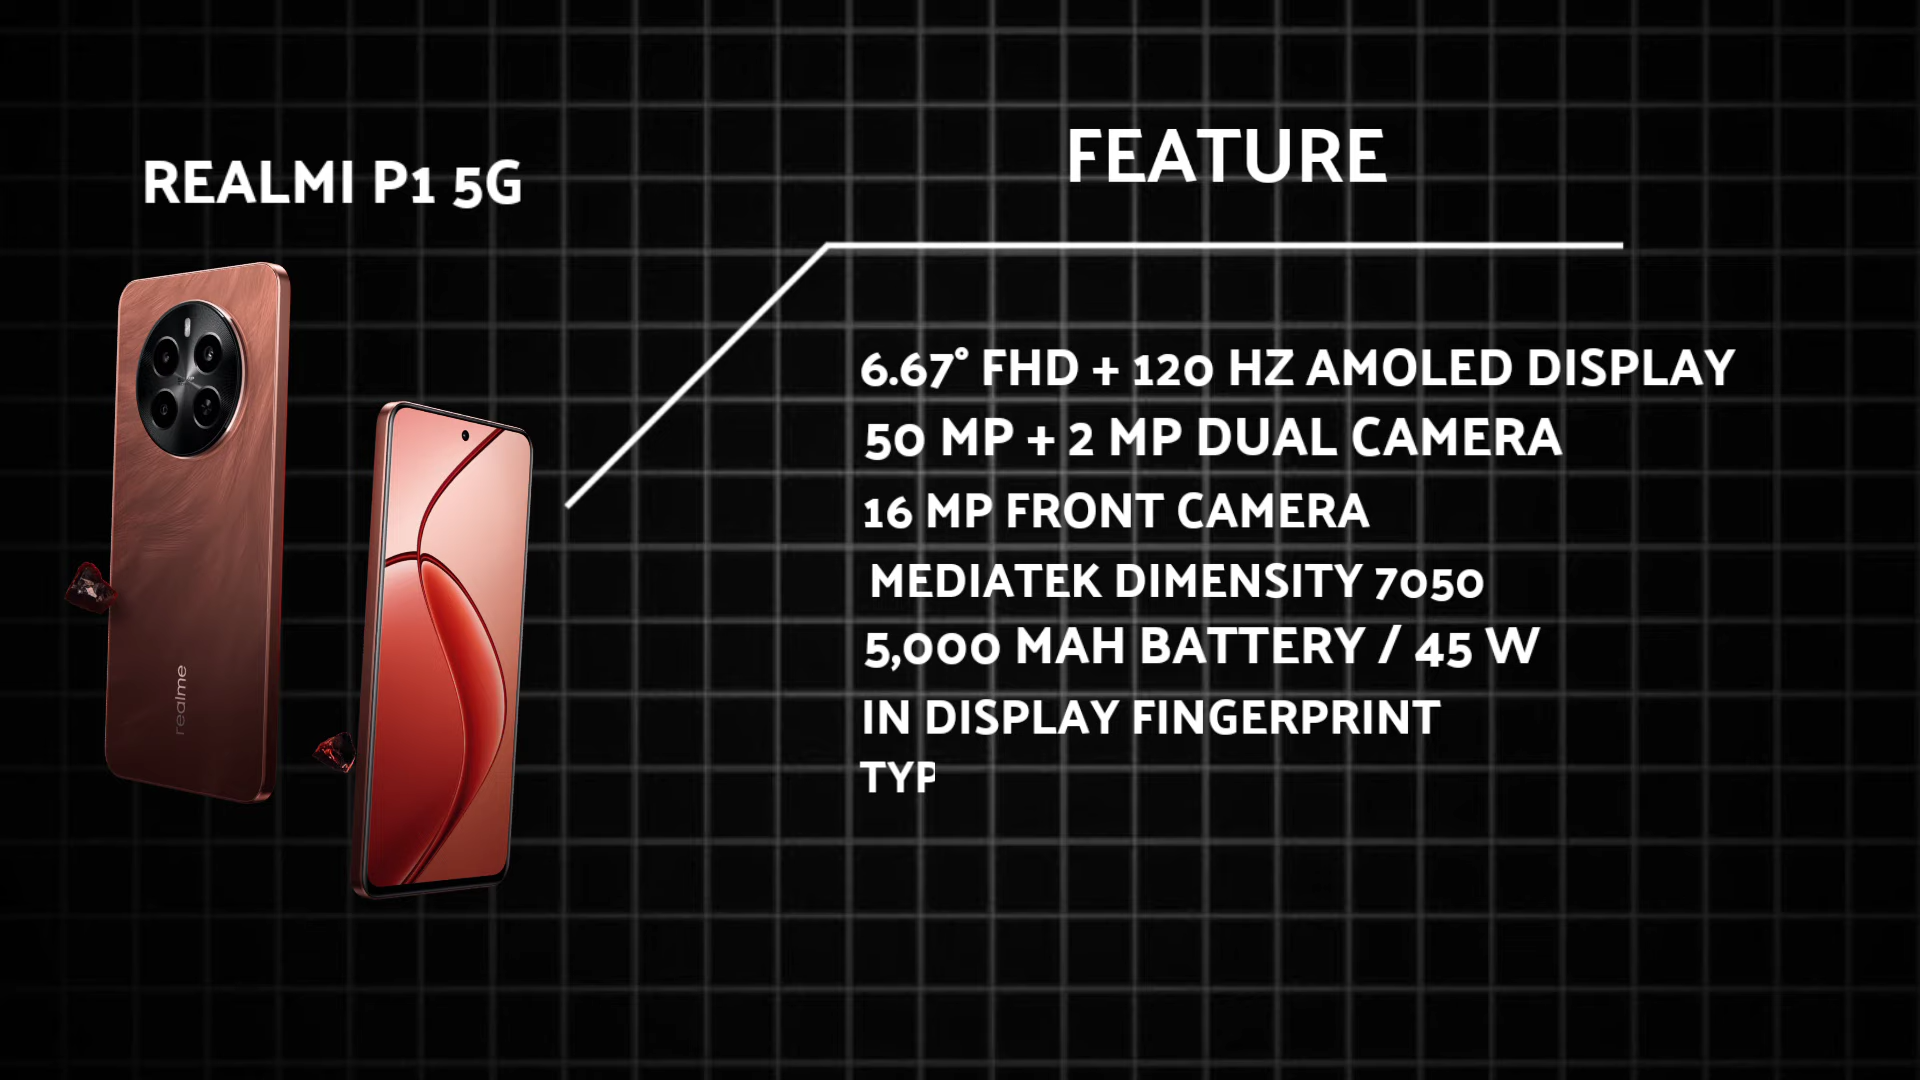 REALMI P1 5G
FEATURE
6.67° FHD + 120 HZ AMOLED DISPLAY
50 MP + 2 MP DUAL CAMERA
16 MP FRONT CAMERA
MEDIATEK DIMENSITY 7050
5,000 MAH BATTERY / 45 W
IN DISPLAY FINGERPRINT
TYP
realme